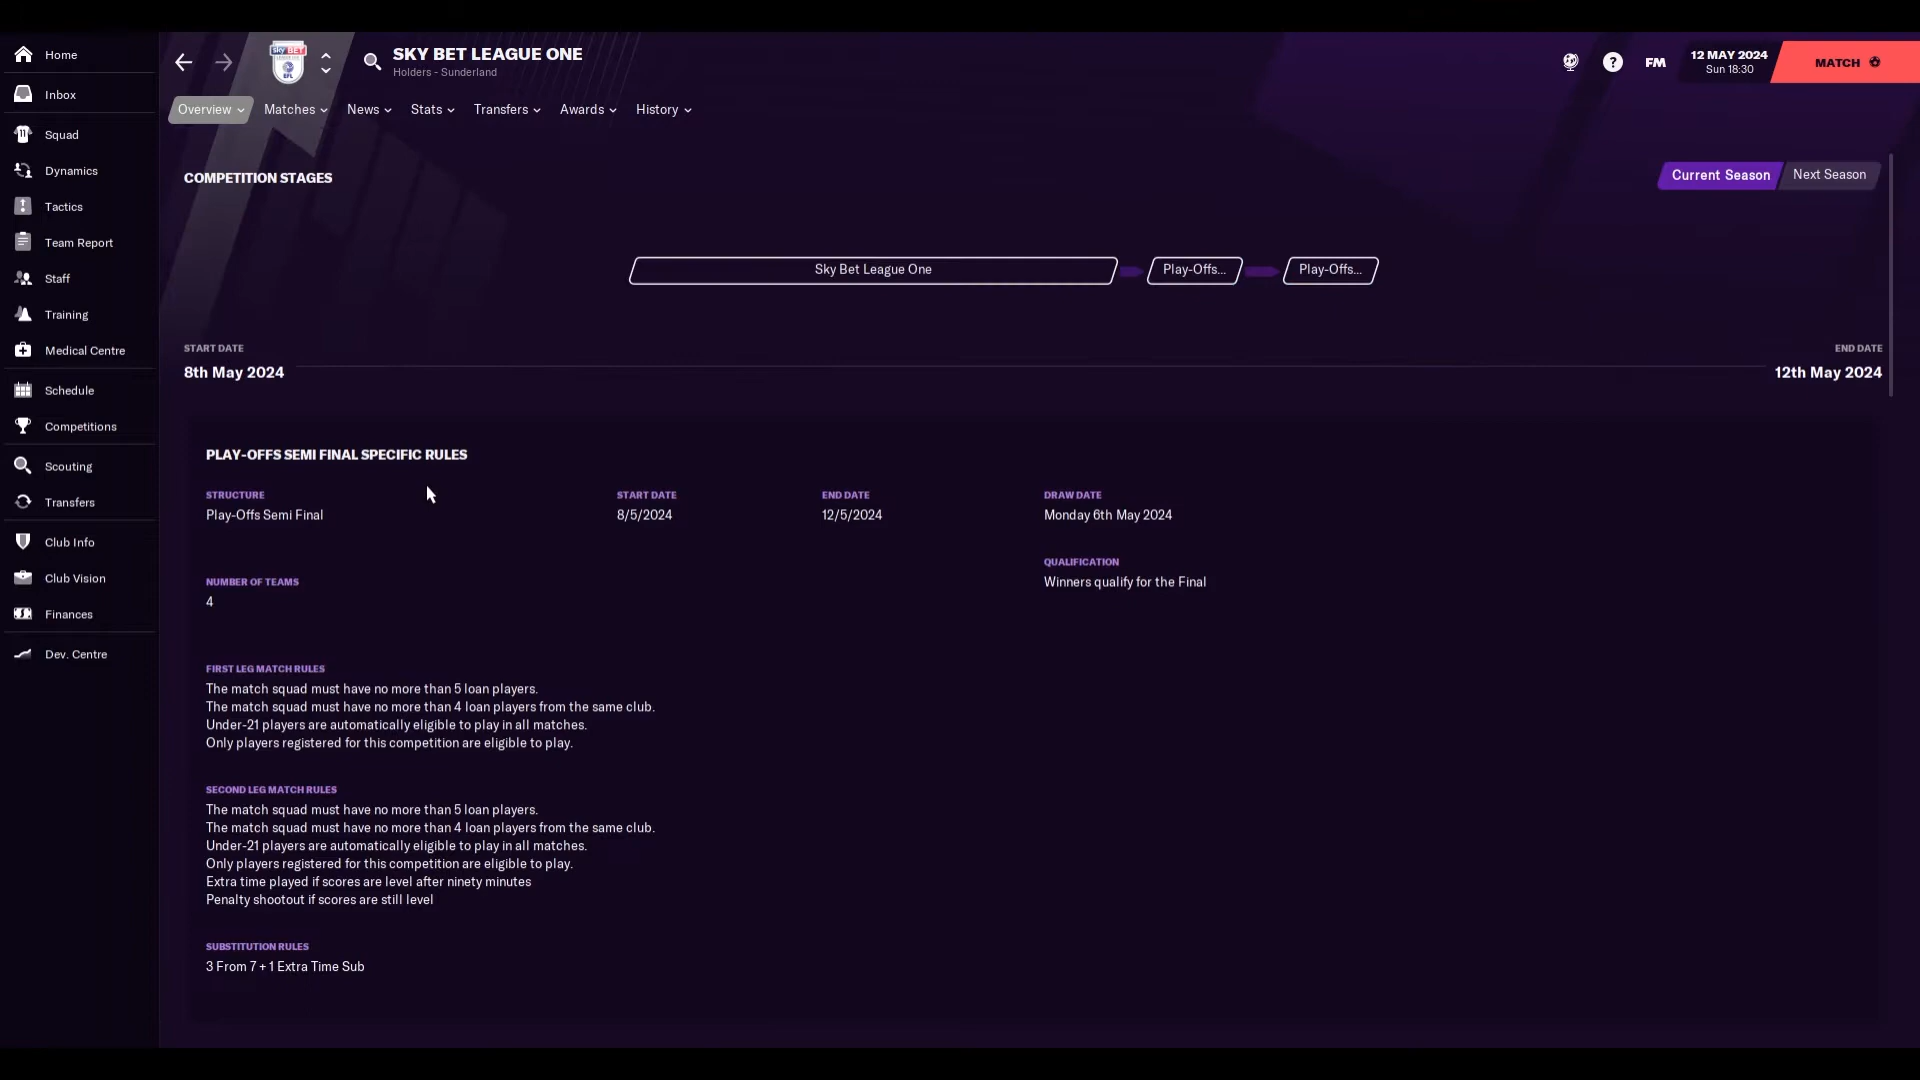 Home
Inbox
Squad
Dynamics
Tactics
Team Report
Staff
Training
Medical Centre
Schedule
Competitions
Scouting
Transfers
Club Info
Club Vision
Finances
Dev. Centre
sky BET
EFL
SKY BET LEAGUE ONE
Holders - Sunderland
?
FM
12 MAY 2024
Sun 18:30
MATCH
Overview Matches News Stats Transfers Awards History
COMPETITION STAGES
Current Season Next Season
Sky Bet League One Play-Offs... Play-Offs...
START DATE END DATE
8th May 2024 12th May 2024
PLAY-OFFS SEMI FINAL SPECIFIC RULES
STRUCTURE START DATE END DATE DRAW DATE
Play-Offs Semi Final 8/5/2024 12/5/2024 Monday 6th May 2024
QUALIFICATION
Winners qualify for the Final
NUMBER OF TEAMS
4
FIRST LEG MATCH RULES
The match squad must have no more than 5 loan players.
The match squad must have no more than 4 loan players from the same club.
Under-21 players are automatically eligible to play in all matches.
Only players registered for this competition are eligible to play.
SECOND LEG MATCH RULES
The match squad must have no more than 5 loan players.
The match squad must have no more than 4 loan players from the same club.
Under-21 players are automatically eligible to play in all matches.
Only players registered for this competition are eligible to play.
Extra time played if scores are level after ninety minutes
Penalty shootout if scores are still level
SUBSTITUTION RULES
3 From 7 + 1 Extra Time Sub